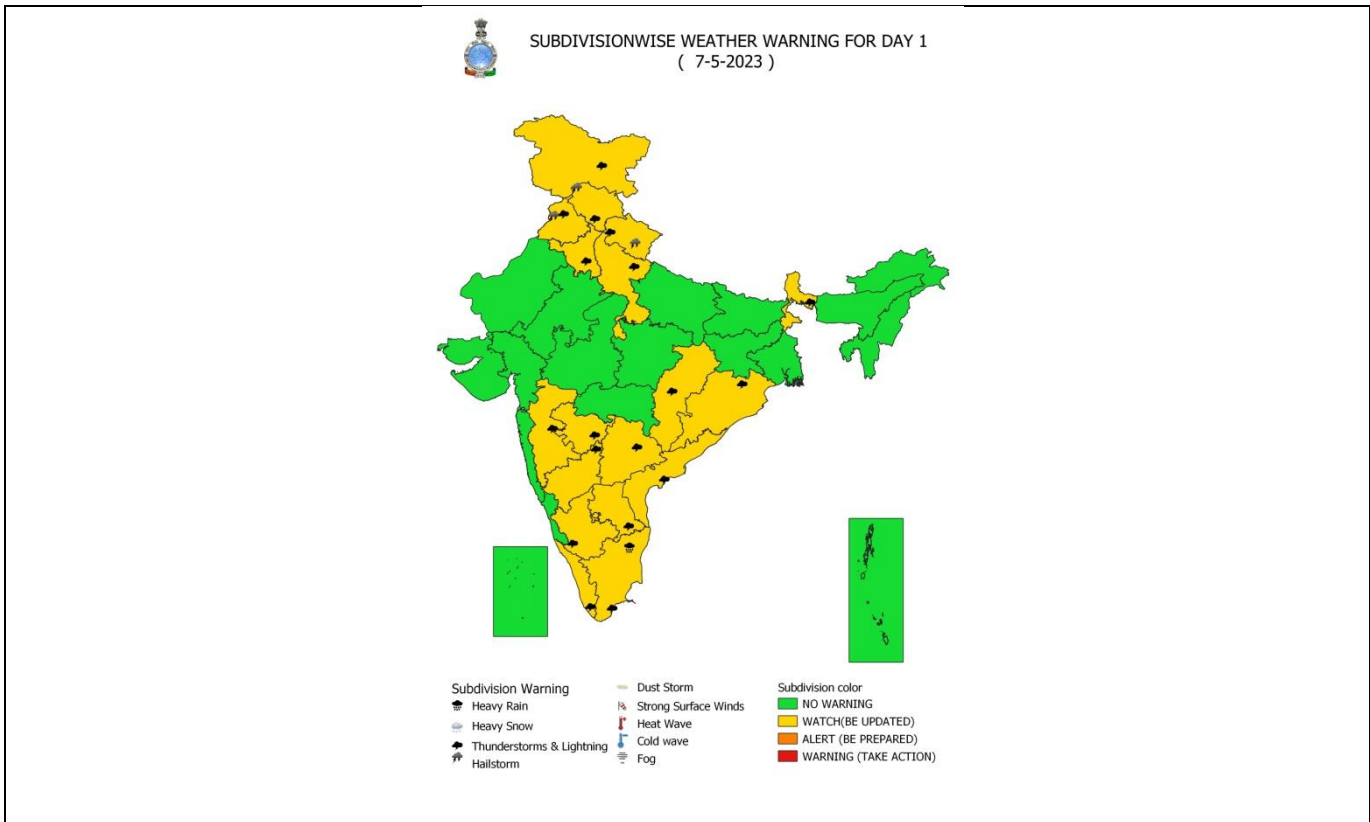 SUBDIVISIONWISE WEATHER WARNING FOR DAY 1
( 7-5-2023 )
Subdivision Warning
Heavy Rain
Heavy Snow
Thunderstorms & Lightning
Hailstorm
Dust Storm
Strong Surface Winds
Heat Wave
Cold wave
Fog
Subdivision color
NO WARNING
WATCH(BE UPDATED)
ALERT (BE PREPARED)
WARNING (TAKE ACTION)